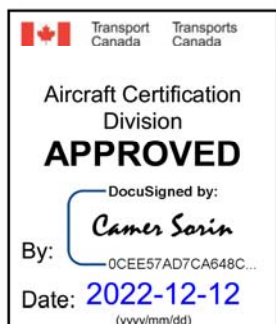 Transport Transports
Canada Canada
Aircraft Certification
Division
APPROVED
DocuSigned by:
Camer Sorin
By:
0CEE57AD7CA648C...
Date: 2022-12-12
(yyyy/mm/dd)